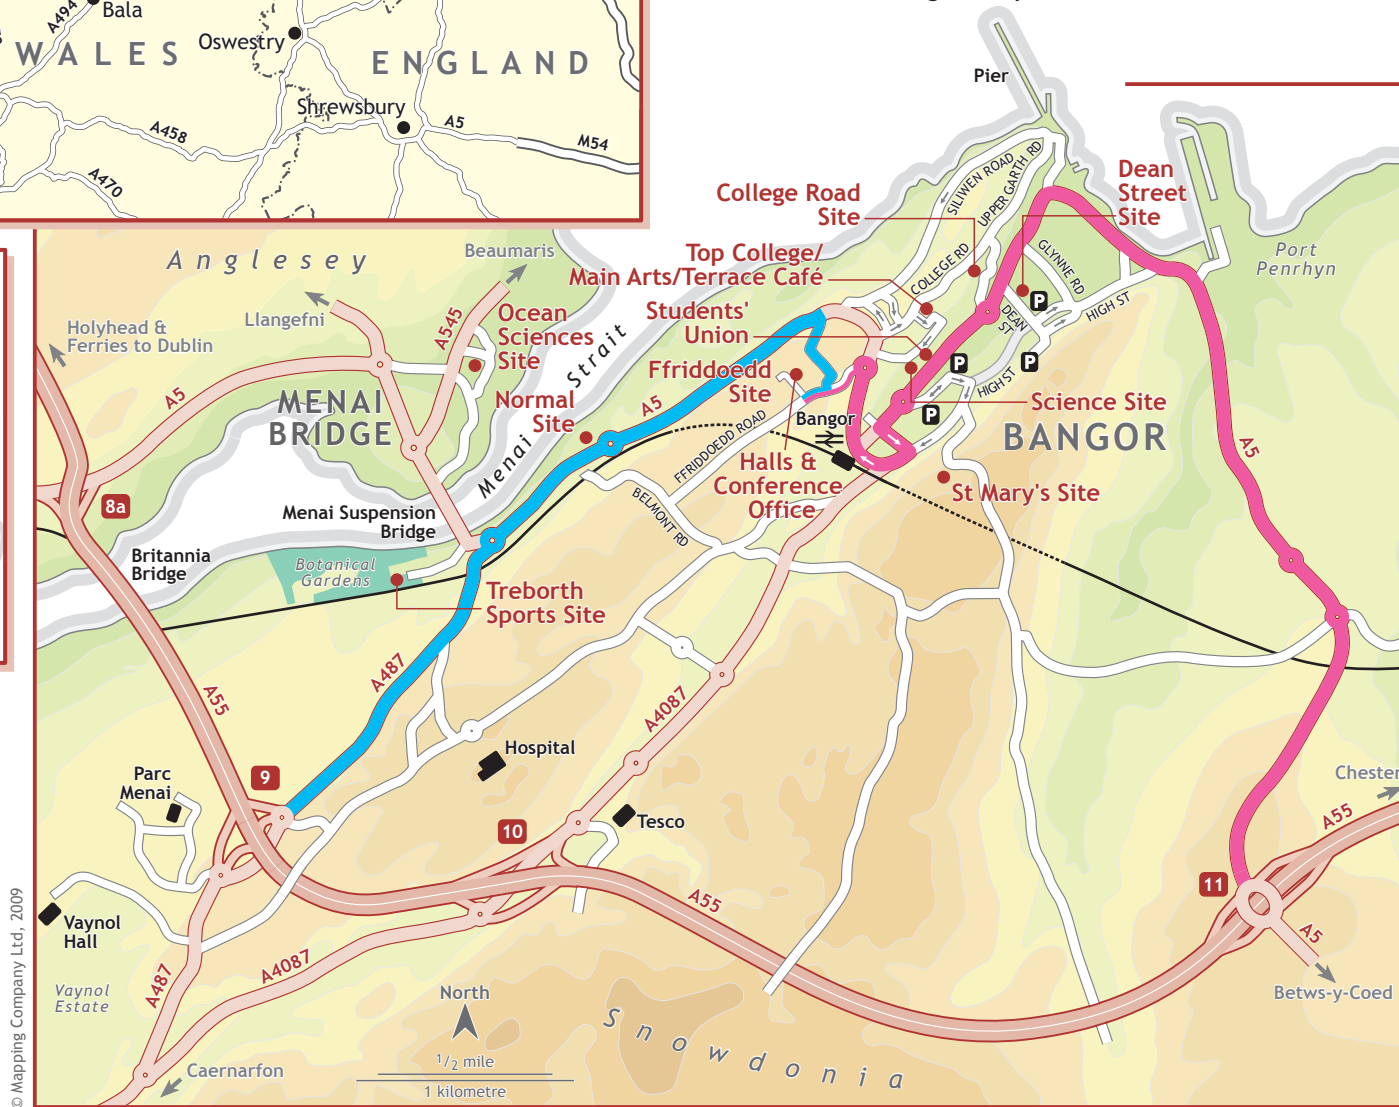 A494
Bala
WALES
Oswestry
ENGLAND
Shrewsbury
A458
A5
M54
A470
Pier
SILIWEN ROAD
UPPER GARTH RD
Dean
Street
Site
College Road
Site
COLLEGE RD
GLYNNE RD
Port
Penrhyn
Top College/
Main Arts/Terrace Café
P
HIGH ST
DEAN
ST
Students'
Union
P
P
HIGH ST
Ffriddoedd
Site
Science Site
P
BANGOR
Bangor
A5
FFRIDDOEDD ROAD
Halls &
Conference
Office
St Mary's Site
Anglesey
Beaumaris
Llangefni
Holyhead &
Ferries to Dublin
A545
Ocean
Sciences
Site
A5
MENAI
BRIDGE
Normal
Site
A5
Menai Strait
8a
Menai Suspension
Bridge
BELMONT RD
Britannia
Bridge
Botanical
Gardens
Treborth
Sports Site
A487
A55
A4087
Hospital
Parc
Menai
9
10
Tesco
Chester
A55
11
A55
A5
Vaynol
Hall
A4087
A487
Vaynol
Estate
Betws-y-Coed
North
Snowdonia
1/2 mile
1 kilometre
Caernarfon
© Mapping Company Ltd, 2009